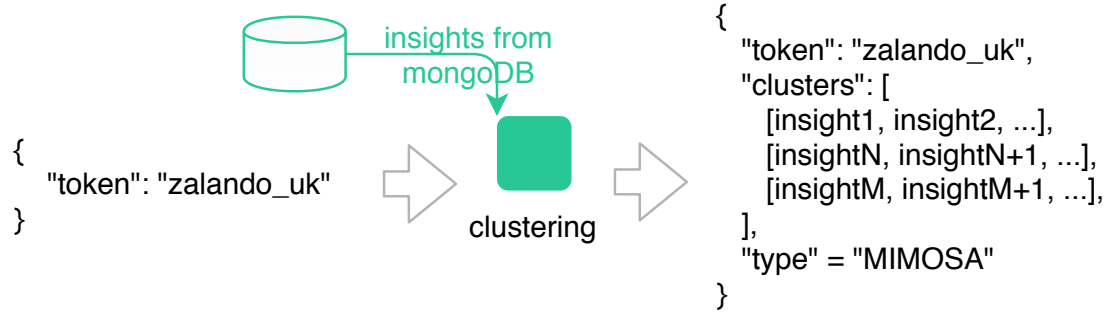 insights from
mongoDB
{
"token": "zalando_uk"
}
clustering
{
"token": "zalando_uk",
"clusters": [
[insight1, insight2, ...],
[insightN, insightN+1, ...],
[insightM, insightM+1, ...],
],
"type" = "MIMOSA"
}